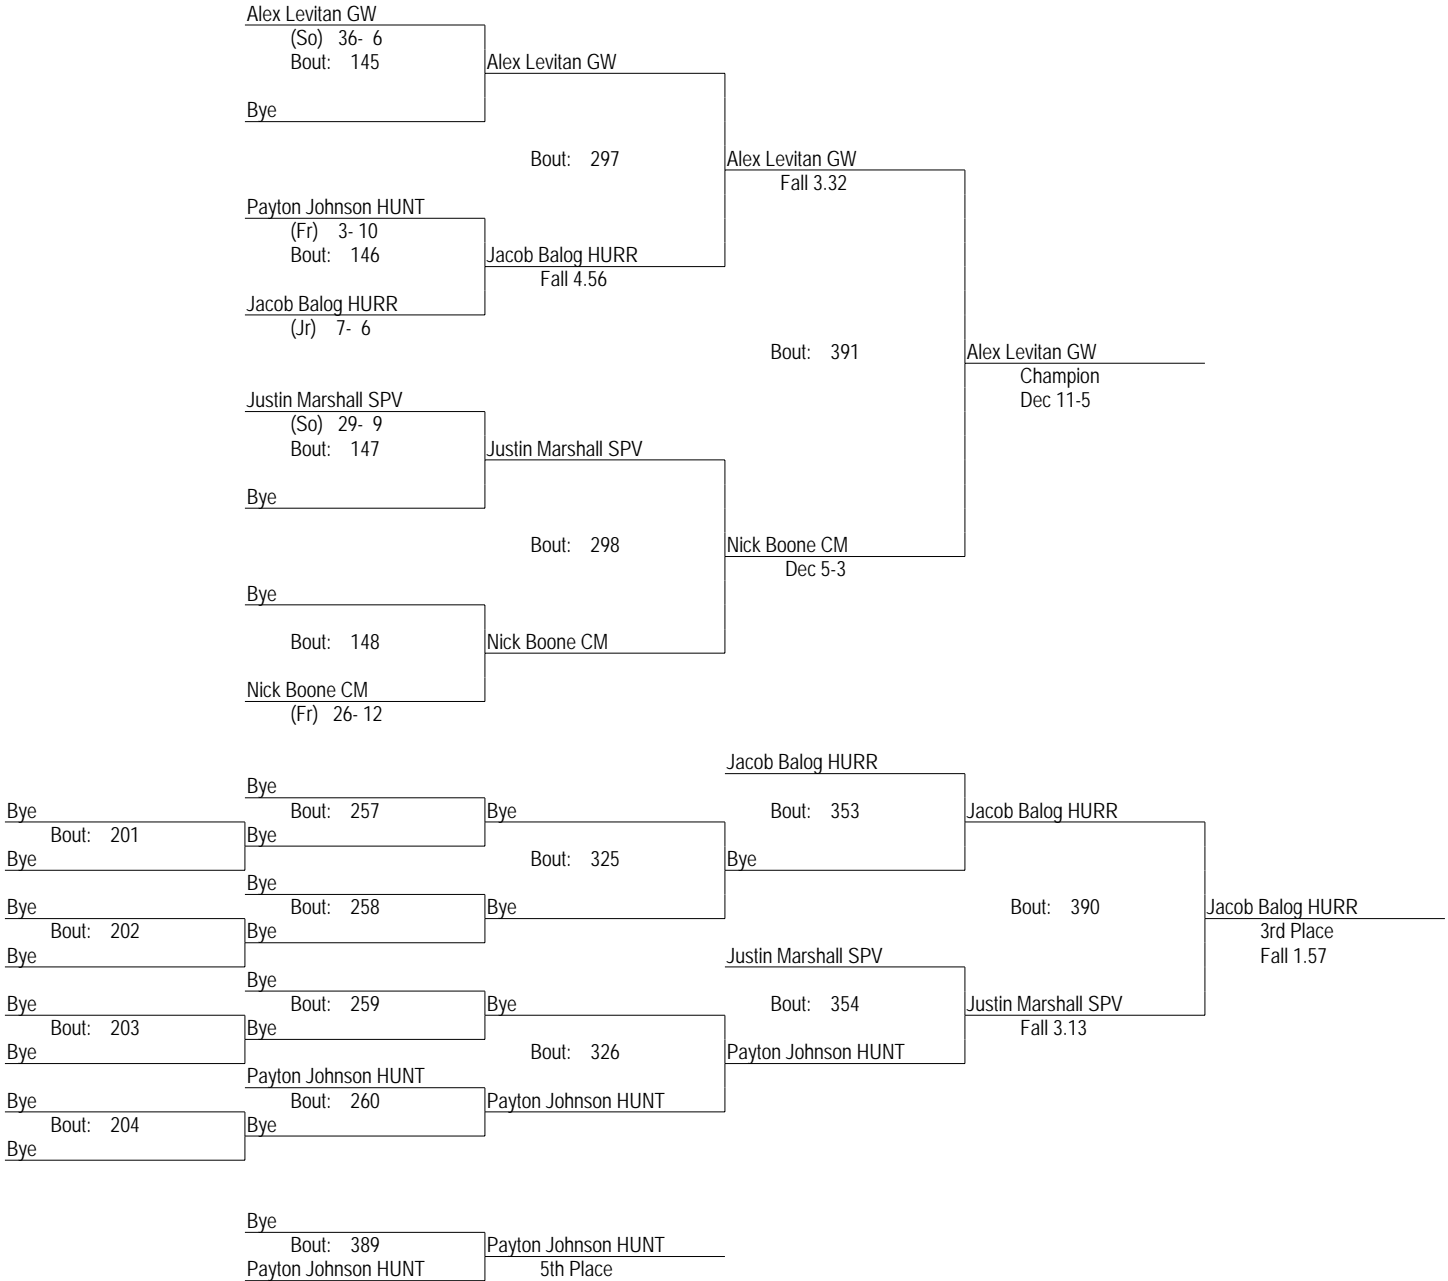 Alex Levitan GW
(So) 36- 6
Bout: 145
Alex Levitan GW
Bye
Bout: 297
Alex Levitan GW
Fall 3.32
Payton Johnson HUNT
(Fr) 3- 10
Bout: 146
Jacob Balog HURR
Fall 4.56
Jacob Balog HURR
(Jr) 7- 6
Bout: 391
Alex Levitan GW
Champion
Dec 11-5
Justin Marshall SPV
(So) 29- 9
Bout: 147
Justin Marshall SPV
Bye
Bout: 298
Nick Boone CM
Dec 5-3
Bye
Bout: 148
Nick Boone CM
Nick Boone CM
(Fr) 26- 12
Jacob Balog HURR
Bye
Bye
Bout: 257
Bye
Bout: 353
Jacob Balog HURR
Bout: 201
Bye
Bye
Bout: 325
Bye
Bye
Bye
Bout: 258
Bye
Bout: 390
Jacob Balog HURR
Bout: 202
Bye
3rd Place
Bye
Justin Marshall SPV
Fall 1.57
Bye
Bye
Bout: 259
Bye
Bout: 354
Justin Marshall SPV
Bout: 203
Bye
Fall 3.13
Bye
Bout: 326
Payton Johnson HUNT
Payton Johnson HUNT
Bye
Bout: 260
Payton Johnson HUNT
Bout: 204
Bye
Bye
Bye
Bout: 389
Payton Johnson HUNT
Payton Johnson HUNT
5th Place